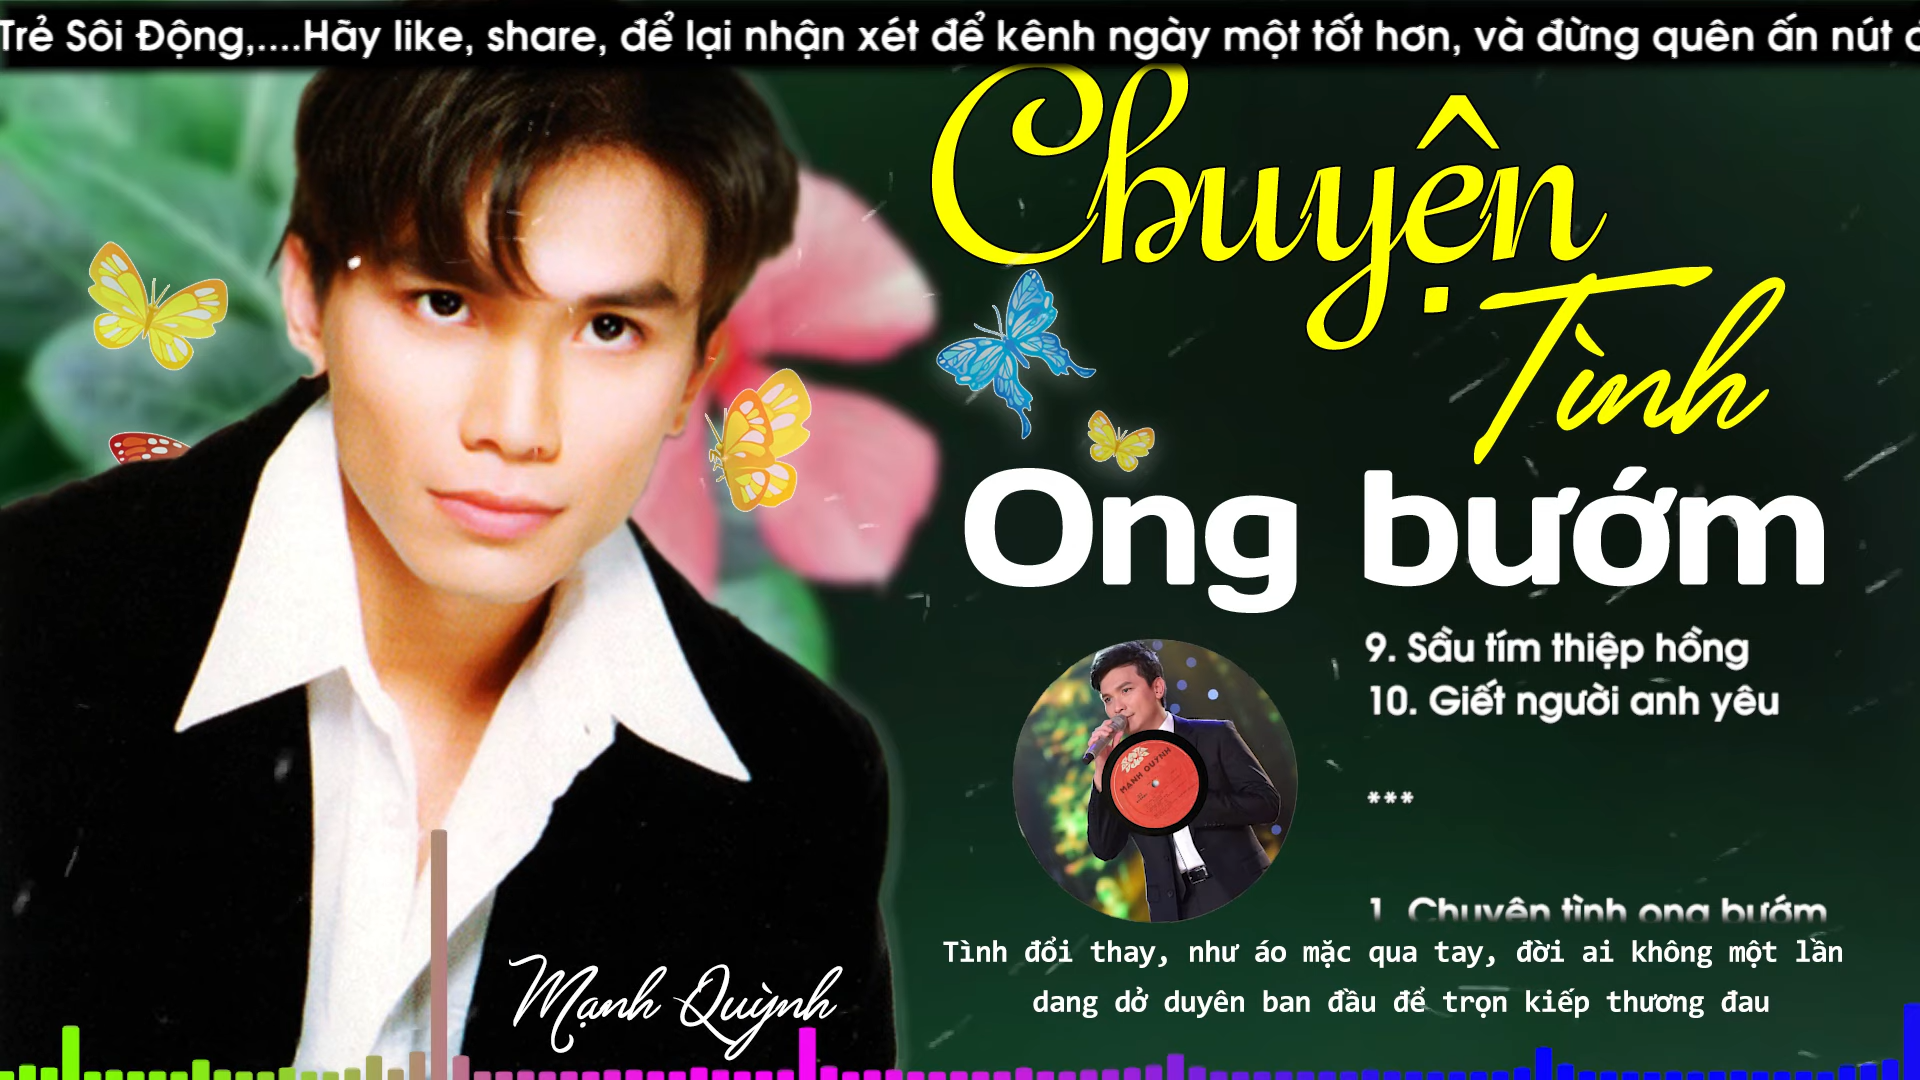 Trẻ Sôi Động,....Hãy like, share, để lại nhận xét để kênh ngày một tốt hơn, và đừng quên ấn nút
Chuyện
Tình
Ong bướm
9. Sầu tím thiệp hồng
10. Giết người anh yêu
***
1. Chuyện tình ong bướm
MẠNH QUỲNH
Tình đổi thay, như áo mặc qua tay, đời ai không một lần
dang dở duyên ban đầu để trọn kiếp thương đau
Mạnh Quỳnh